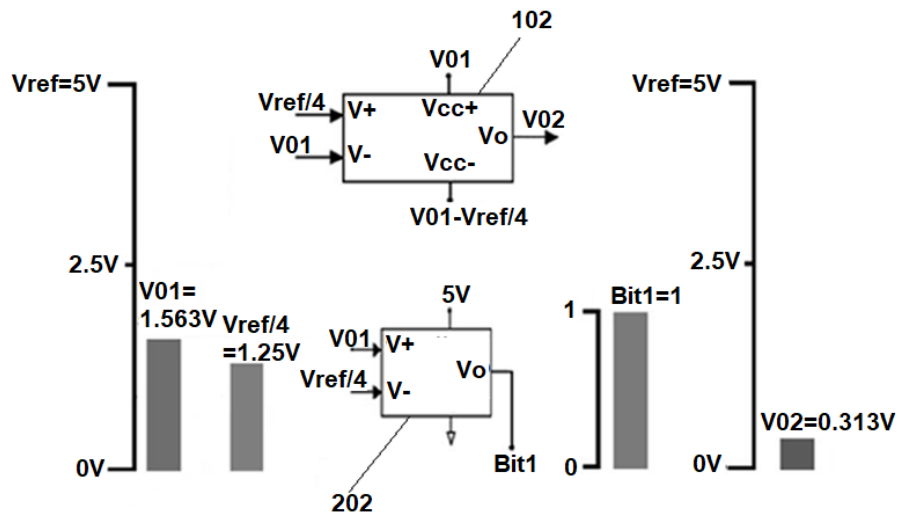 102
Vref=5V
V01
Vref=5V
Vref/4
V+
Vcc+
V02
Vo
V01
V-
Vcc-
V01-Vref/4
2.5V
2.5V
V01=
1.563V
Vref/4
=1.25V
5V
1
Bit1=1
V01
V+
Vref/4
V-
Vo
V02=0.313V
0V
Bit1
0
0V
202